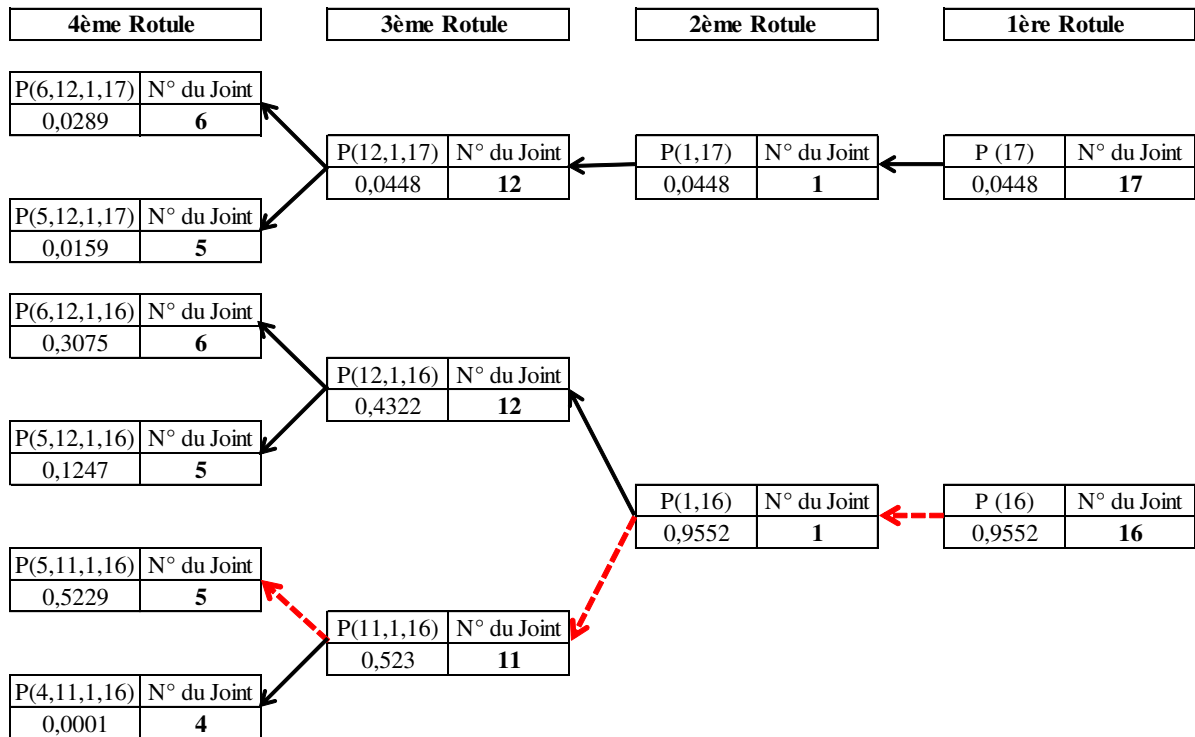 4ème Rotule 3ème Rotule 2ème Rotule 1ère Rotule
P(6,12,1,17) N° du Joint
0,0289 6
P(12,1,17) N° du Joint P(1,17) N° du Joint P (17) N° du Joint
0,0448 12 0,0448 1 0,0448 17
P(5,12,1,17) N° du Joint
0,0159 5
P(6,12,1,16) N° du Joint
0,3075 6
P(12,1,16) N° du Joint
0,4322 12
P(5,12,1,16) N° du Joint
0,1247 5
P(1,16) N° du Joint P (16) N° du Joint
0,9552 1 0,9552 16
P(5,11,1,16) N° du Joint
0,5229 5
P(11,1,16) N° du Joint
0,523 11
P(4,11,1,16) N° du Joint
0,0001 4